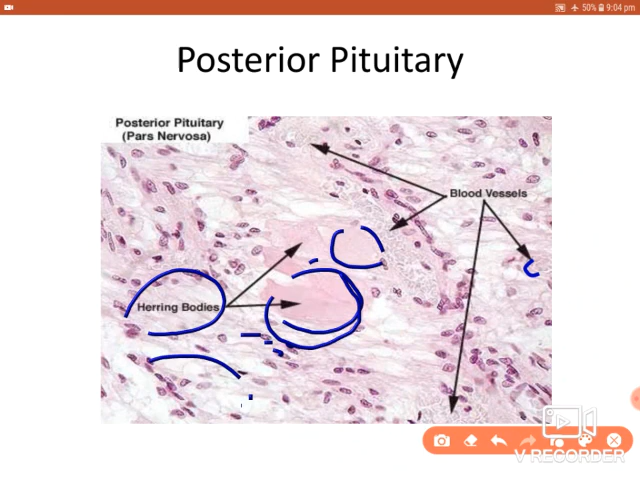 50% 9:04 pm
Posterior Pituitary
Posterior Pituitary
(Pars Nervosa)
Blood Vessels
Herring Bodies
V RECORDER